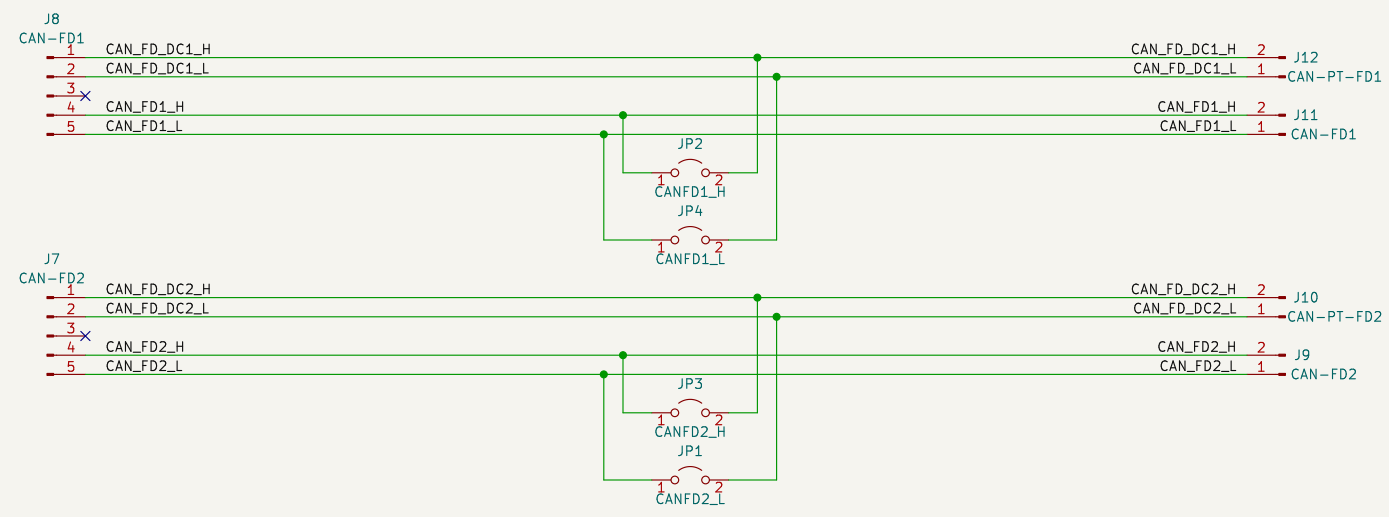 J8
CAN-FD1
1 CAN_FD_DC1_H CAN_FD_DC1_H 2 J12
2 CAN_FD_DC1_L CAN_FD_DC1_L 1 CAN-PT-FD1
3
4 CAN_FD1_H CAN_FD1_H 2 J11
5 CAN_FD1_L CAN_FD1_L 1 CAN-FD1
JP2
1 2
CANFD1_H
JP4
1 2
CANFD1_L
J7
CAN-FD2
1 CAN_FD_DC2_H CAN_FD_DC2_H 2 J10
2 CAN_FD_DC2_L CAN_FD_DC2_L 1 CAN-PT-FD2
3
4 CAN_FD2_H CAN_FD2_H 2 J9
5 CAN_FD2_L CAN_FD2_L 1 CAN-FD2
JP3
1 2
CANFD2_H
JP1
1 2
CANFD2_L